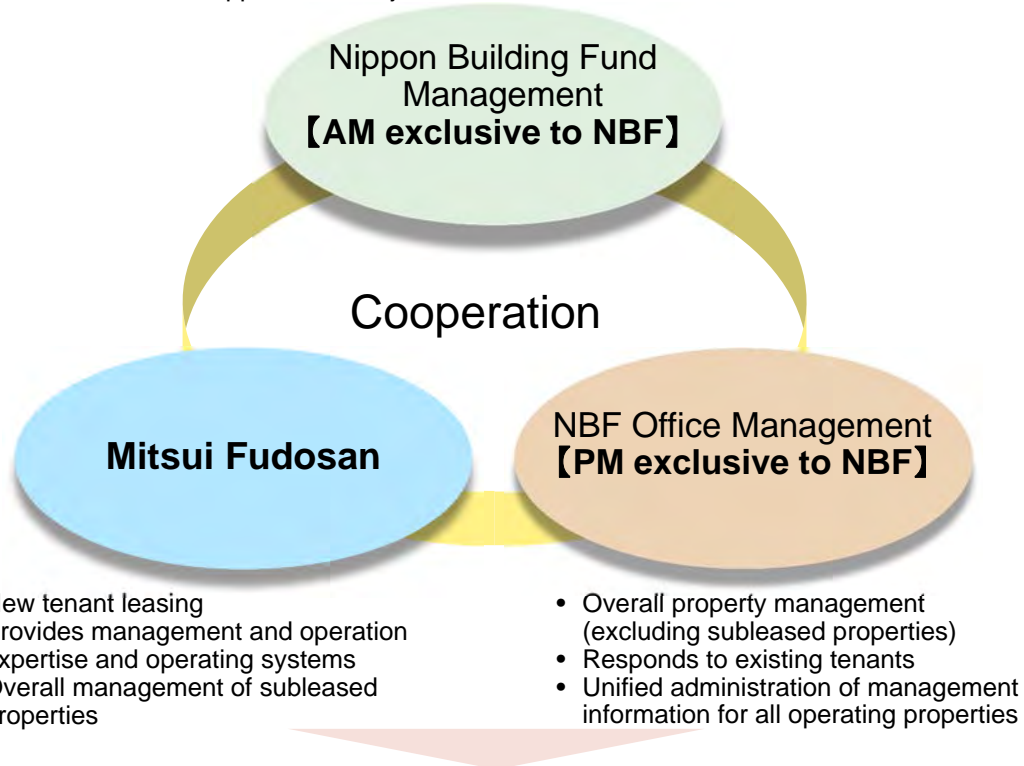 Nippon Building Fund
Management
【AM exclusive to NBF】
Cooperation
Mitsui Fudosan
NBF Office Management
【PM exclusive to NBF】
ew tenant leasing
rovides management and operation
xpertise and operating systems
verall management of subleased
roperties
• Overall property management
(excluding subleased properties)
• Responds to existing tenants
• Unified administration of management
information for all operating properties